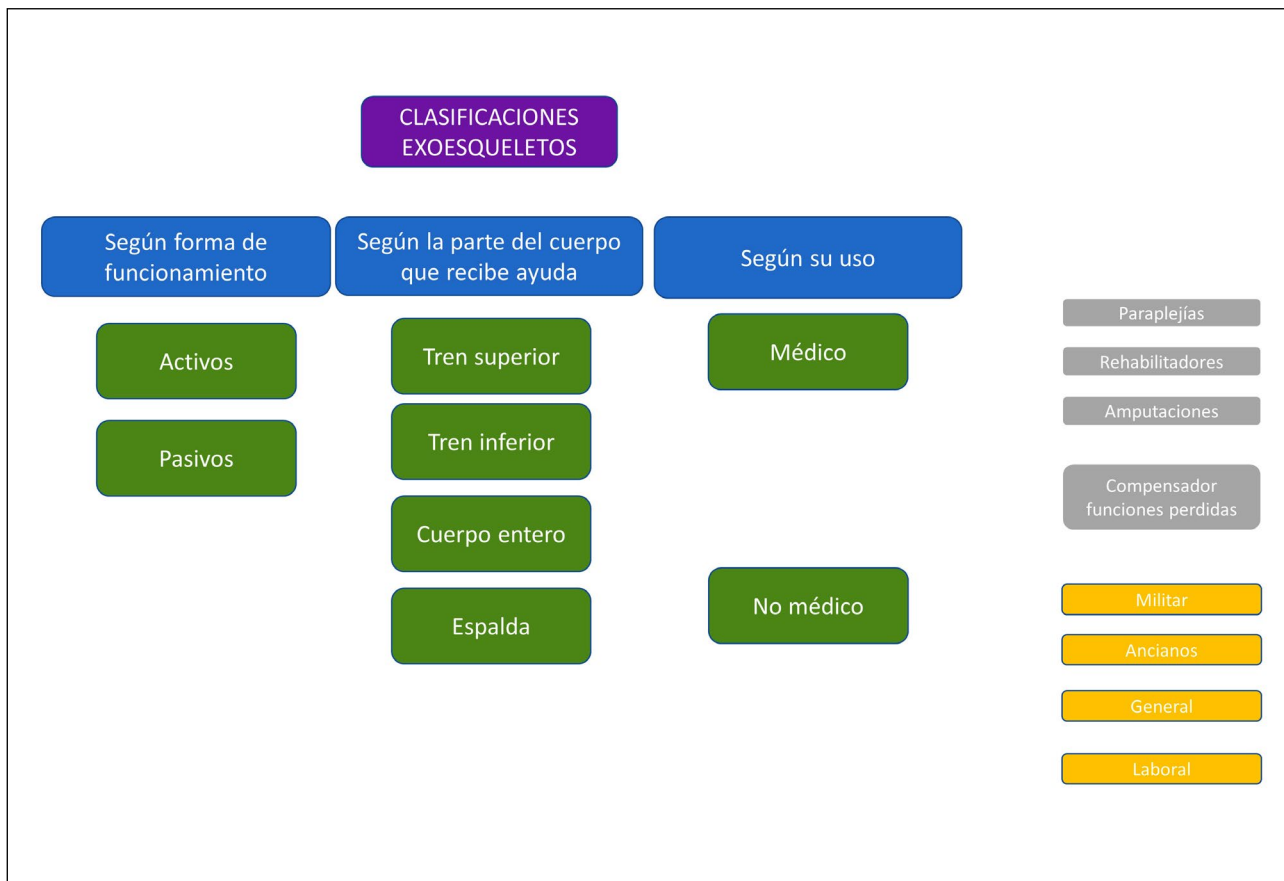 CLASIFICACIONES
EXOESQUELETOS
Según forma de
funcionamiento
Activos
Pasivos
Según la parte del cuerpo
que recibe ayuda
Tren superior
Tren inferior
Cuerpo entero
Espalda
Según su uso
Médico
No médico
Paraplejías
Rehabilitadores
Amputaciones
Compensador
funciones perdidas
Militar
Ancianos
General
Laboral